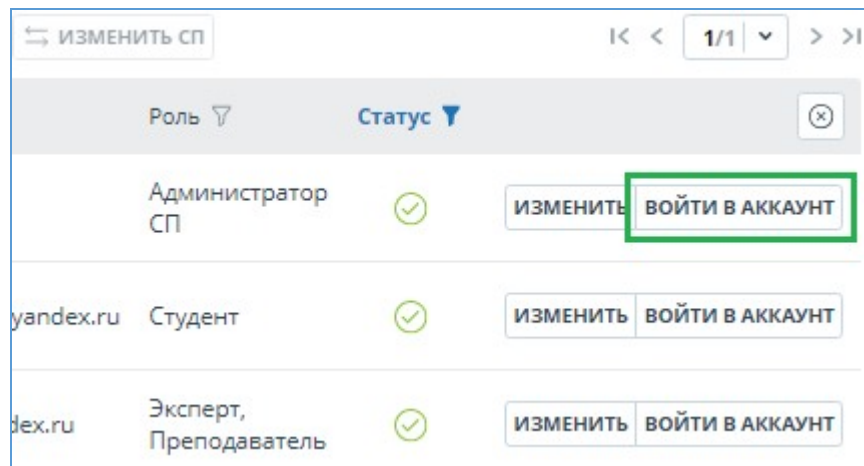 ИЗМЕНИТЬ СП
1/1
Роль Статус
Администратор
СП
ИЗМЕНИТЬ ВОЙТИ В АККАУНТ
yandex.ru Студент ИЗМЕНИТЬ ВОЙТИ В АККАУНТ
dex.ru
Эксперт,
Преподаватель
ИЗМЕНИТЬ ВОЙТИ В АККАУНТ